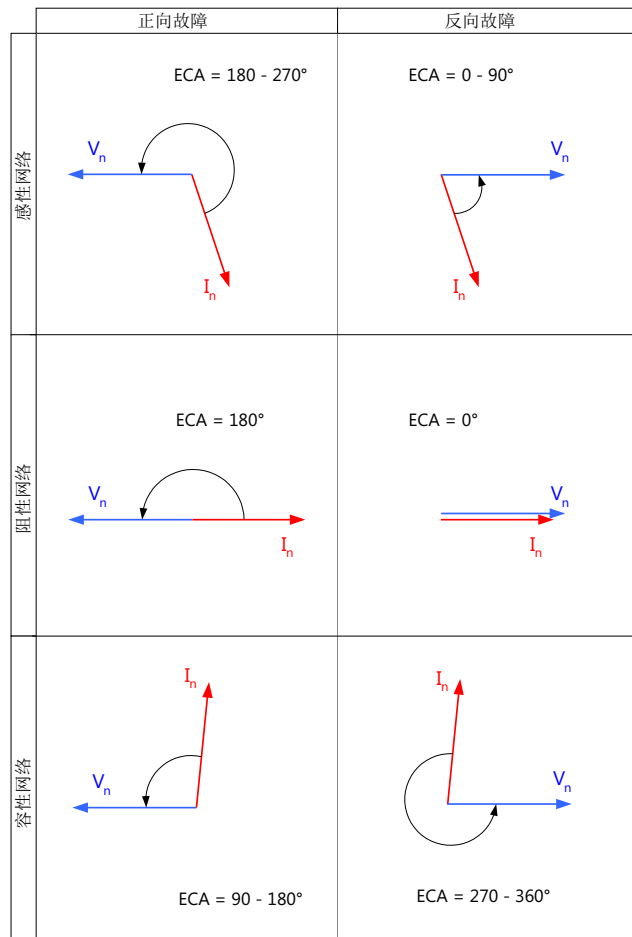 正向故障
反向故障
感性网络
ECA = 180 - 270°
Vn
In
ECA = 0 - 90°
Vn
In
阻性网络
ECA = 180°
Vn
In
ECA = 0°
Vn
In
容性网络
In
Vn
ECA = 90 - 180°
In
Vn
ECA = 270 - 360°